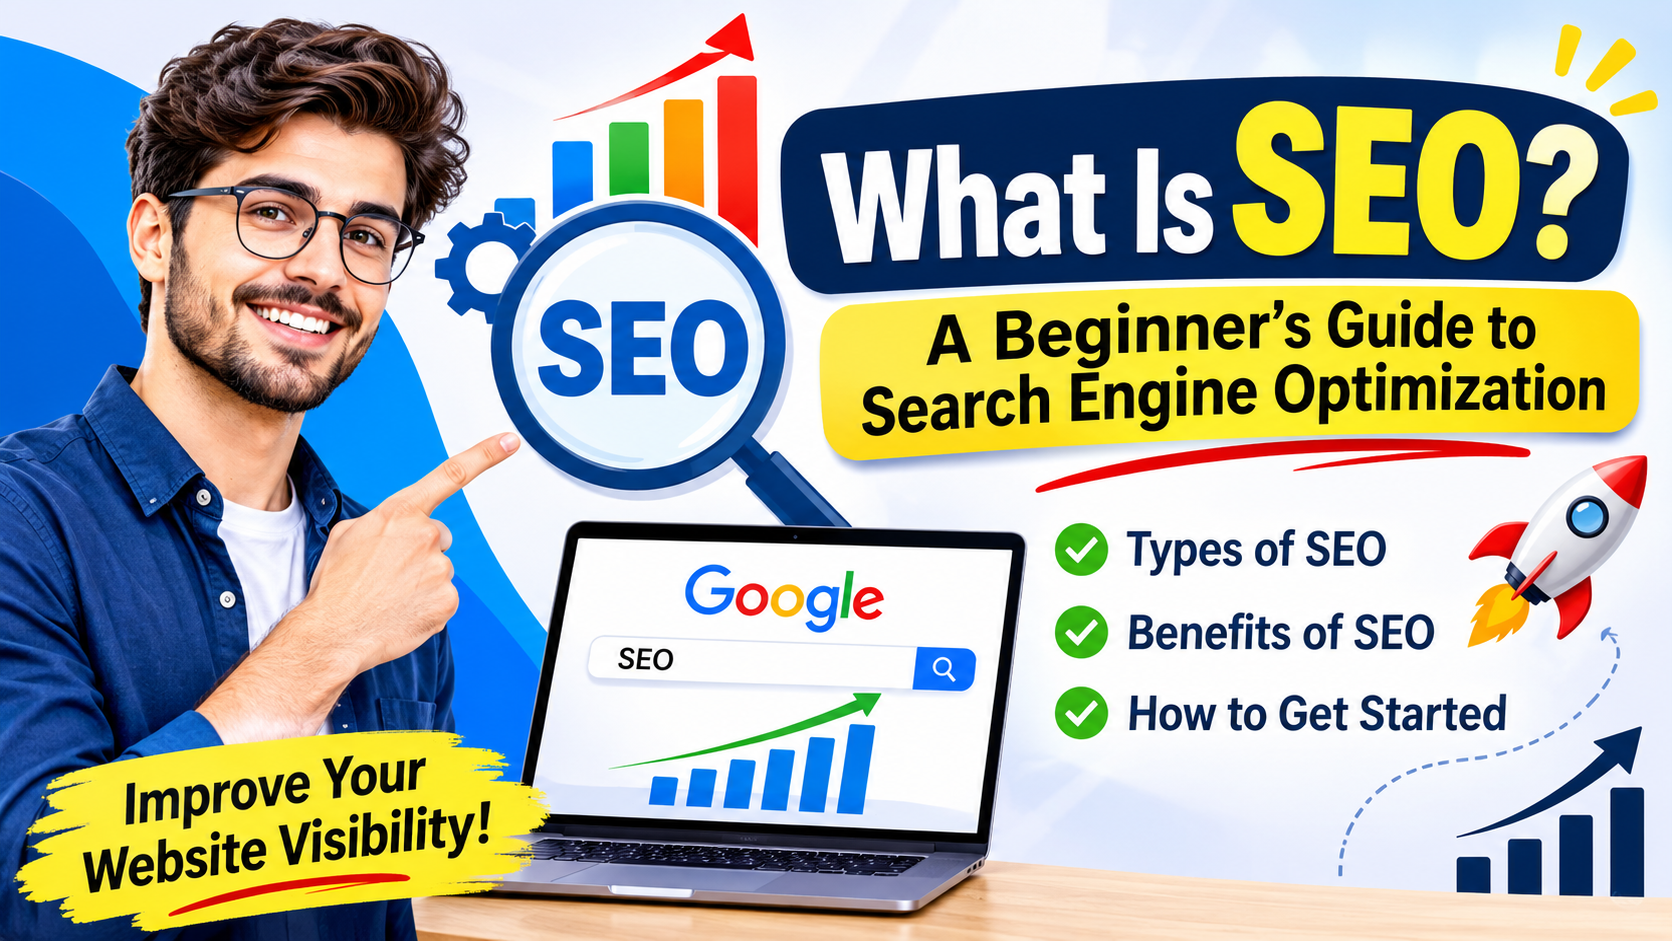 What Is SEO?
A Beginner's Guide to
Search Engine Optimization
SEO
Types of SEO
Benefits of SEO
How to Get Started
Google
SEO
Improve Your
Website Visibility!